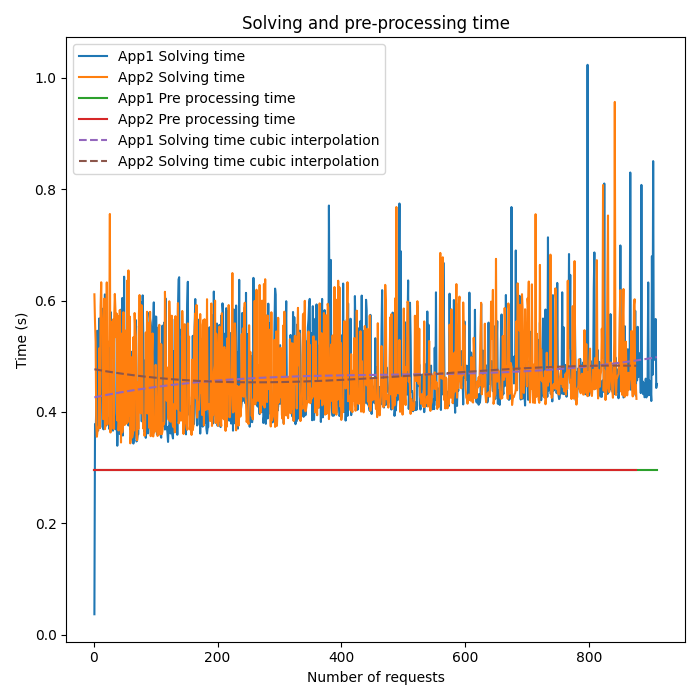 Solving and pre-processing time
App1 Solving time
App2 Solving time
App1 Pre processing time
App2 Pre processing time
App1 Solving time cubic interpolation
App2 Solving time cubic interpolation
1.0
0.8
0.6
0.4
0.2
0.0
Time (s)
0 200 400 600 800
Number of requests